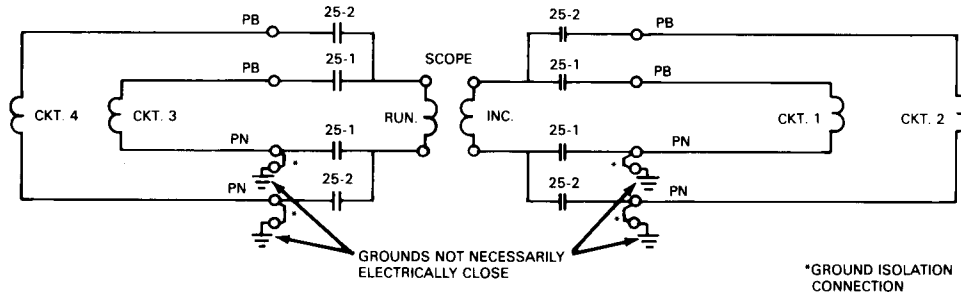 25-2
25-2
PB
PB
25-1
SCOPE
25-1
PB
PB
CKT. 4
CKT. 3
RUN.
INC.
CKT. 1
CKT. 2
25-1
25-1
PN
*
*
PN
25-2
25-2
PN
*
*
PN
GROUNDS NOT NECESSARILY
ELECTRICALLY CLOSE
*GROUND ISOLATION
CONNECTION